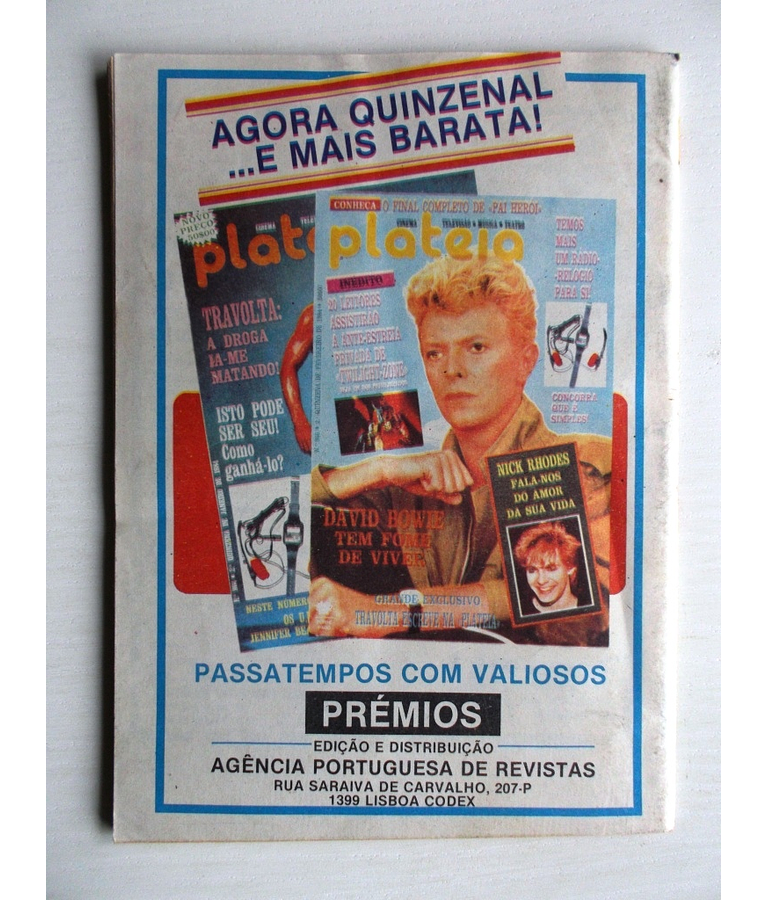 AGORA QUINZENAL
...E MAIS BARATA!
NOVO
PREÇO
50$00
CONHEÇA O FINAL COMPLETO DE «PAI HERÓI»
CINEMA TELEVISÃO MÚSICA TEATRO
plateia
INÉDITO
LEITORES
ASSISTIRÃO
À ANTE-ESTREIA
PRIVADA DE
«TWILIGHT-ZONE»
TEMOS
MAIS
UM RÁDIO-
RELÓGIO
PARA SI!
CONCORRA
QUE É
SIMPLES!
TRAVOLTA:
A DROGA
IA-ME
MATANDO!
ISTO PODE
SER SEU!
Como
ganhá-lo?
NESTE NÚMERO
JENNIFER
NICK RHODES
FALA-NOS
DO AMOR
DA SUA VIDA
DAVID BOWIE
TEM FOME
DE VIVER
GRANDE EXCLUSIVO
TRAVOLTA ESCREVE NA «PLATEIA»
PASSATEMPOS COM VALIOSOS
PRÉMIOS
EDIÇÃO E DISTRIBUIÇÃO
AGÊNCIA PORTUGUESA DE REVISTAS
RUA SARAIVA DE CARVALHO, 207-P
1399 LISBOA CODEX